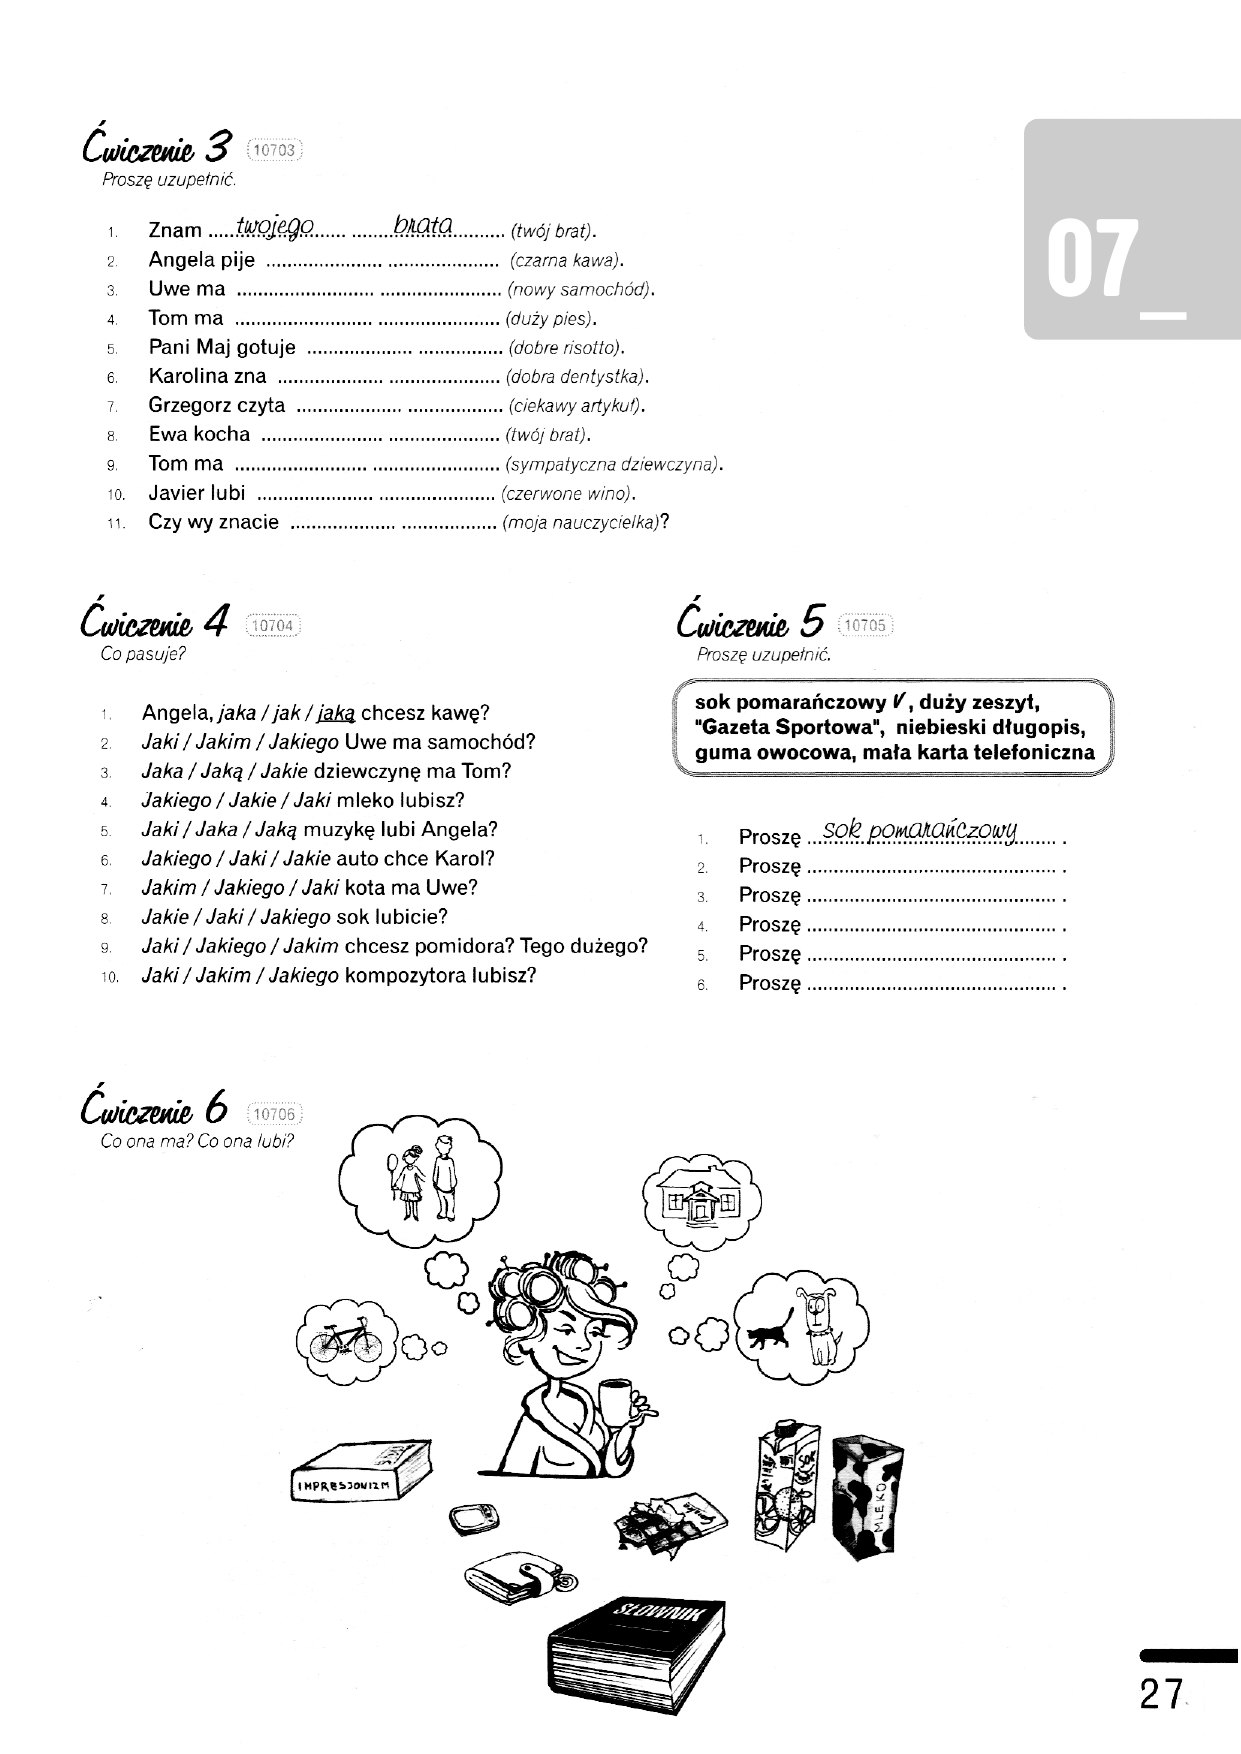 Ćwiczenie 3 10703
Proszę uzupełnić.
07_
1. Znam .....twojego...... ........brata.......... (twój brat).
2. Angela pije ...................... ..................... (czarna kawa).
3. Uwe ma .......................... ....................... (nowy samochód).
4. Tom ma .......................... ....................... (duży pies).
5. Pani Maj gotuje .................... ................ (dobre risotto).
6. Karolina zna .................... ..................... (dobra dentystka).
7. Grzegorz czyta .................... .................. (ciekawy artykuł).
8. Ewa kocha ....................... ..................... (twój brat).
9. Tom ma ......................... ........................ (sympatyczna dziewczyna).
10. Javier lubi ...................... ...................... (czerwone wino).
11. Czy wy znacie .................... .................. (moja nauczycielka)?
Ćwiczenie 4 10704
Co pasuje?
1. Angela, jaka / jak / jaką chcesz kawę?
2. Jaki / Jakim / Jakiego Uwe ma samochód?
3. Jaka / Jaką / Jakie dziewczynę ma Tom?
4. Jakiego / Jakie / Jaki mleko lubisz?
5. Jaki / Jaka / Jaką muzykę lubi Angela?
6. Jakiego / Jaki / Jakie auto chce Karol?
7. Jakim / Jakiego / Jaki kota ma Uwe?
8. Jakie / Jaki / Jakiego sok lubicie?
9. Jaki / Jakiego / Jakim chcesz pomidora? Tego dużego?
10. Jaki / Jakim / Jakiego kompozytora lubisz?
Ćwiczenie 5 10705
Proszę uzupełnić.
sok pomarańczowy ✓, duży zeszyt,
"Gazeta Sportowa", niebieski długopis,
guma owocowa, mała karta telefoniczna
1. Proszę ...sok pomarańczowy........ .
2. Proszę ............................................... .
3. Proszę ............................................... .
4. Proszę ............................................... .
5. Proszę ............................................... .
6. Proszę ............................................... .
Ćwiczenie 6 10706
Co ona ma? Co ona lubi?
IMPRESJONIZM
SOK
MLEKO
SŁOWNIK
27